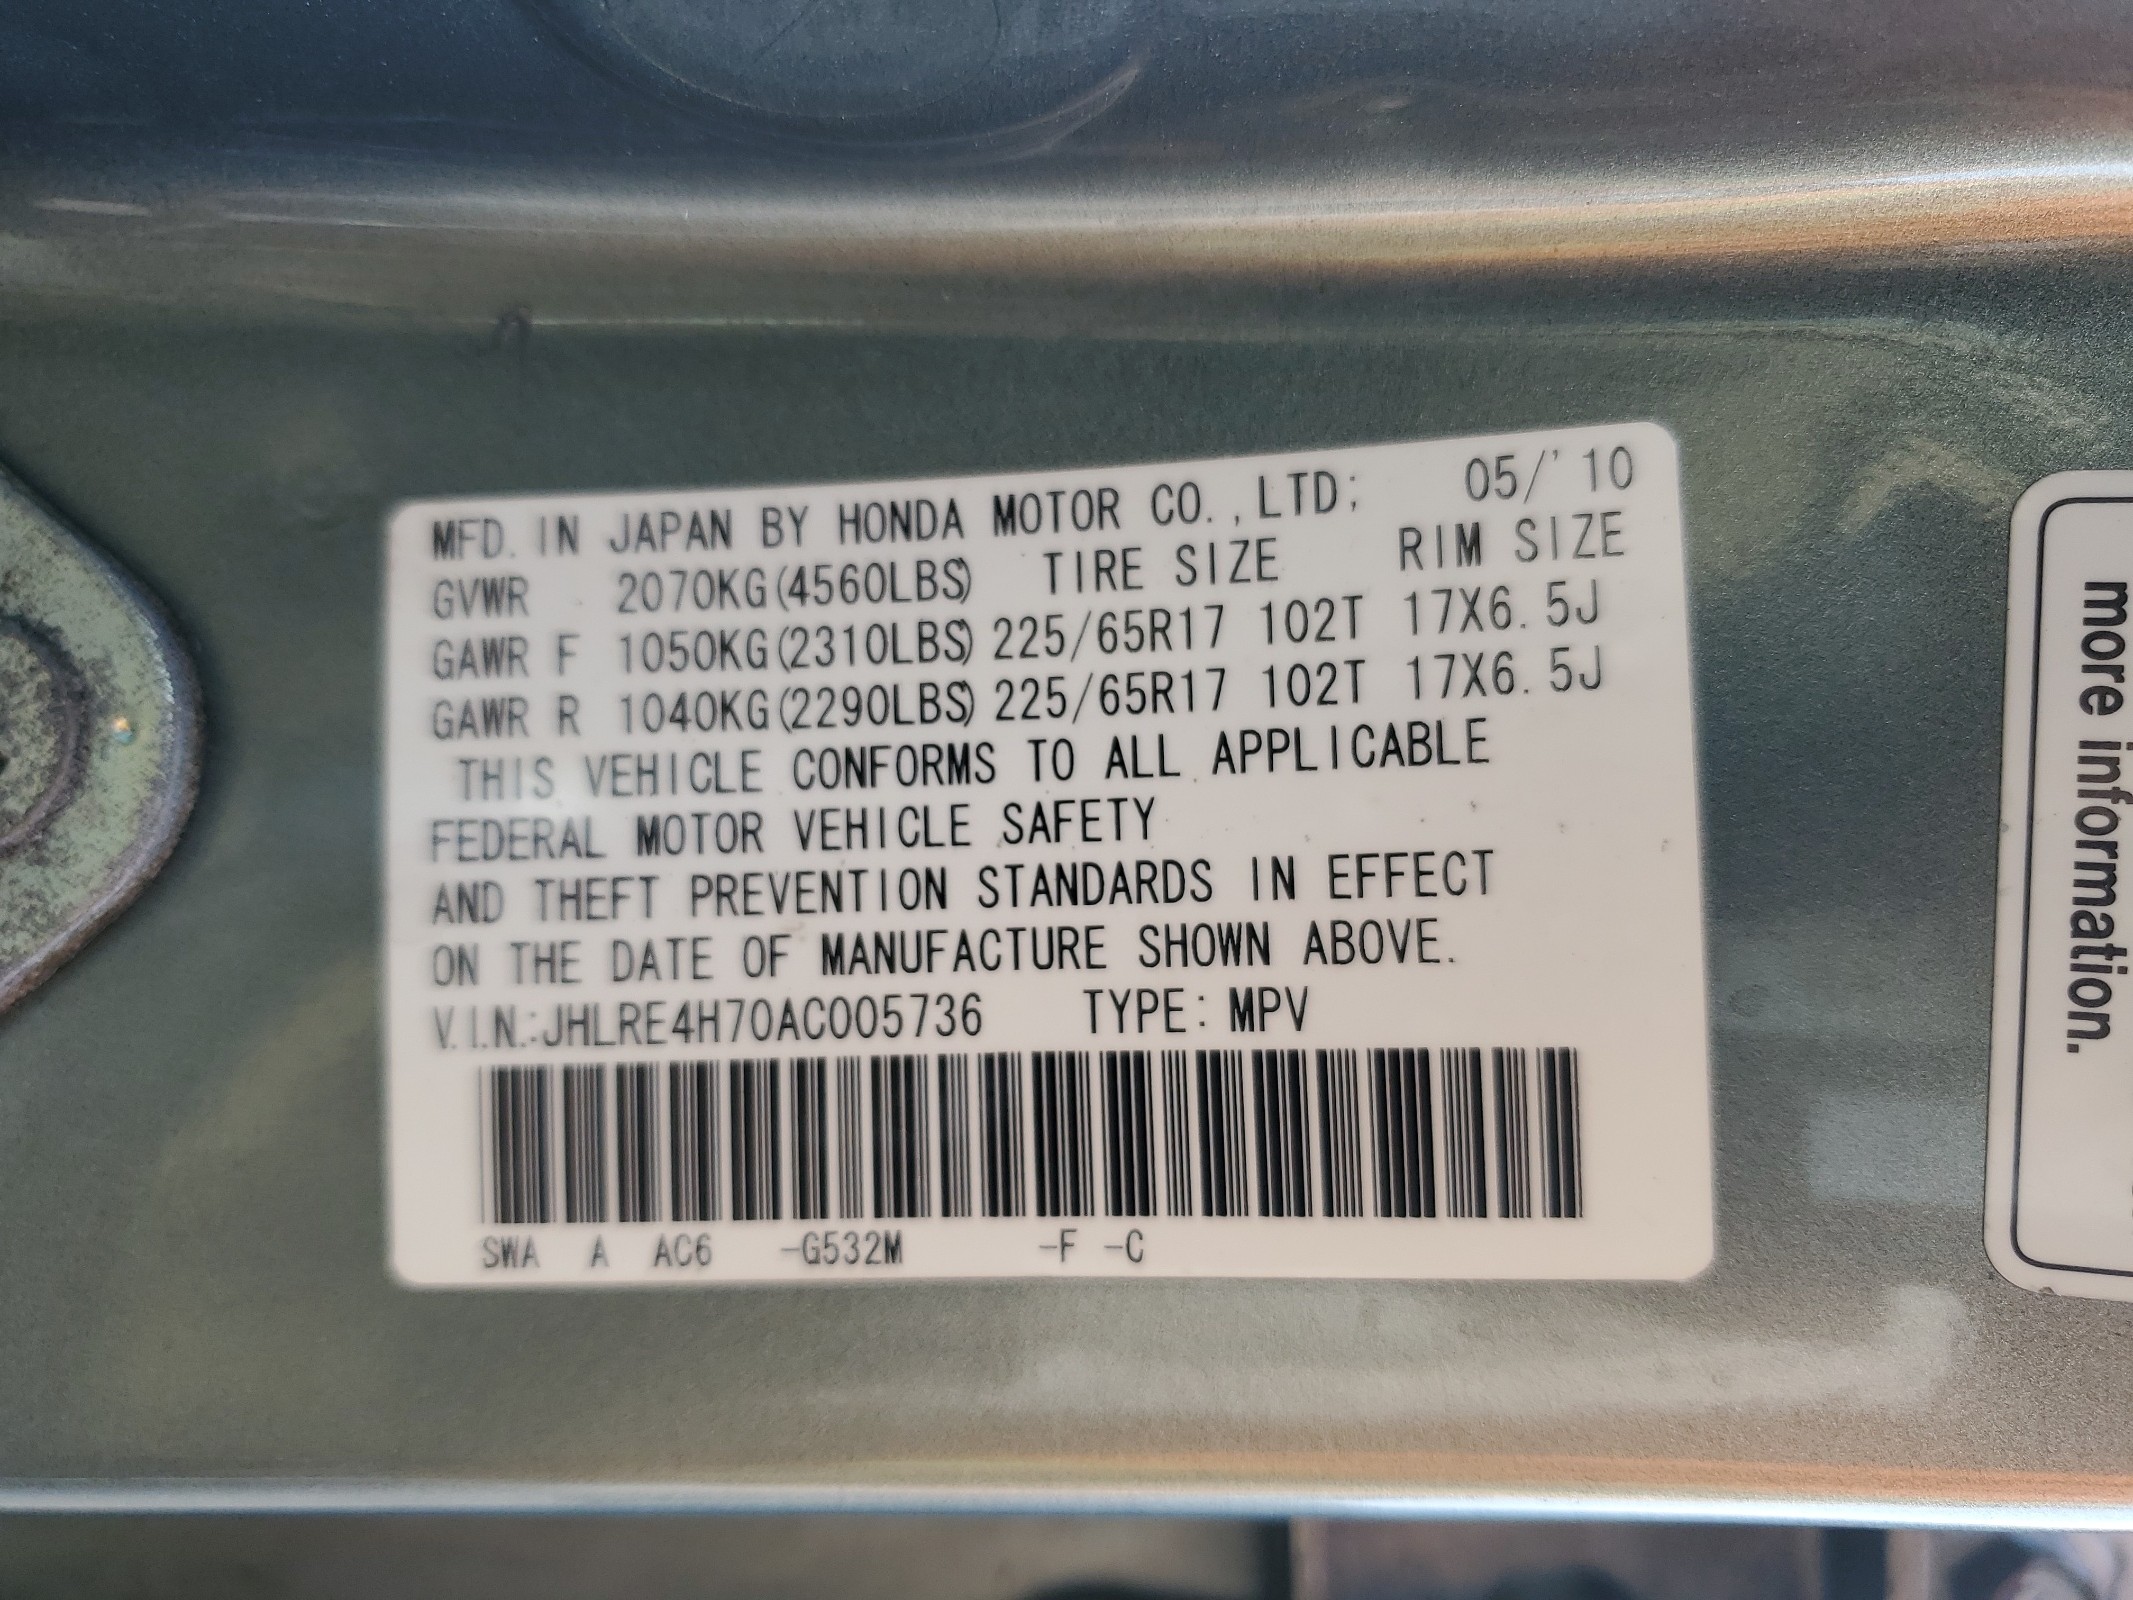 MFD. IN JAPAN BY HONDA MOTOR CO.,LTD; 05/'10
GVWR 2070KG(4560LBS) TIRE SIZE RIM SIZE
GAWR F 1050KG(2310LBS) 225/65R17 102T 17X6.5J
GAWR R 1040KG(2290LBS) 225/65R17 102T 17X6.5J
THIS VEHICLE CONFORMS TO ALL APPLICABLE
FEDERAL MOTOR VEHICLE SAFETY
AND THEFT PREVENTION STANDARDS IN EFFECT
ON THE DATE OF MANUFACTURE SHOWN ABOVE.
V.I.N.:JHLRE4H70AC005736 TYPE: MPV
SWA A AC6 -G532M -F -C
more information.